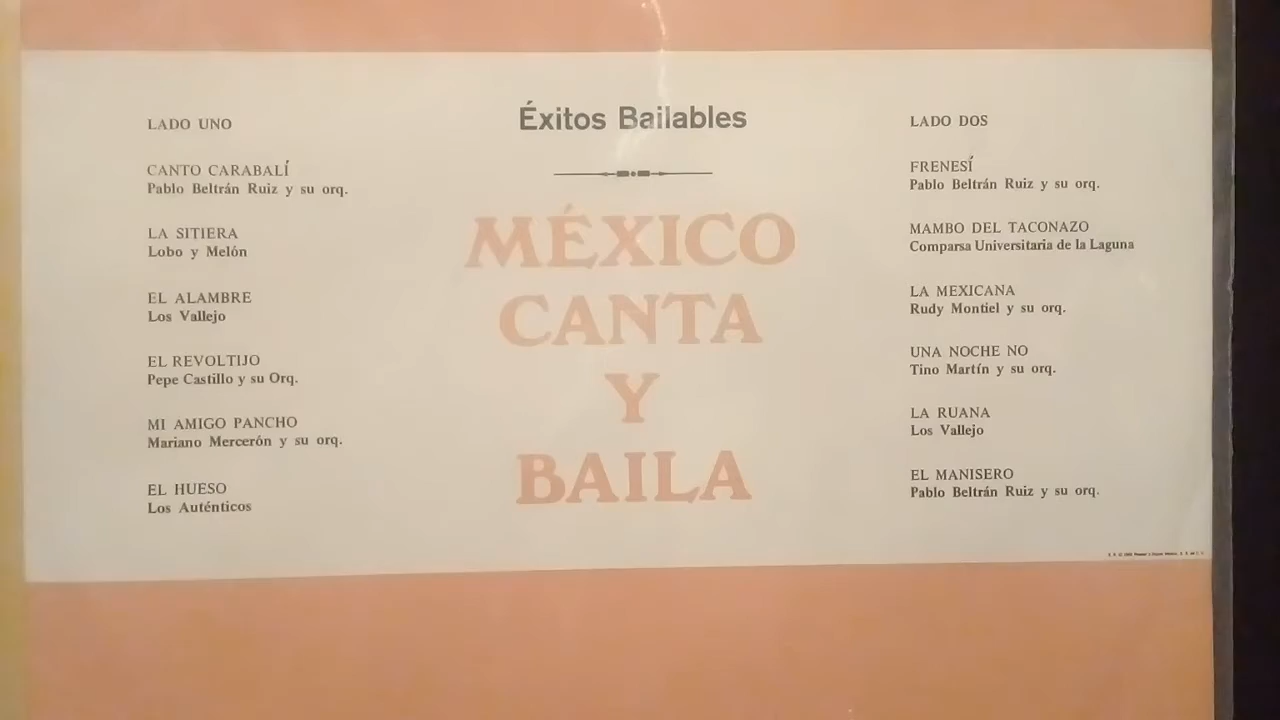 LADO UNO
CANTO CARABALÍ
Pablo Beltrán Ruiz y su orq.
LA SITIERA
Lobo y Melón
EL ALAMBRE
Los Vallejo
EL REVOLTIJO
Pepe Castillo y su Orq.
MI AMIGO PANCHO
Mariano Mercerón y su orq.
EL HUESO
Los Auténticos
Éxitos Bailables
MÉXICO
CANTA
Y
BAILA
LADO DOS
FRENESÍ
Pablo Beltrán Ruiz y su orq.
MAMBO DEL TACONAZO
Comparsa Universitaria de la Laguna
LA MEXICANA
Rudy Montiel y su orq.
UNA NOCHE NO
Tino Martín y su orq.
LA RUANA
Los Vallejo
EL MANISERO
Pablo Beltrán Ruiz y su orq.